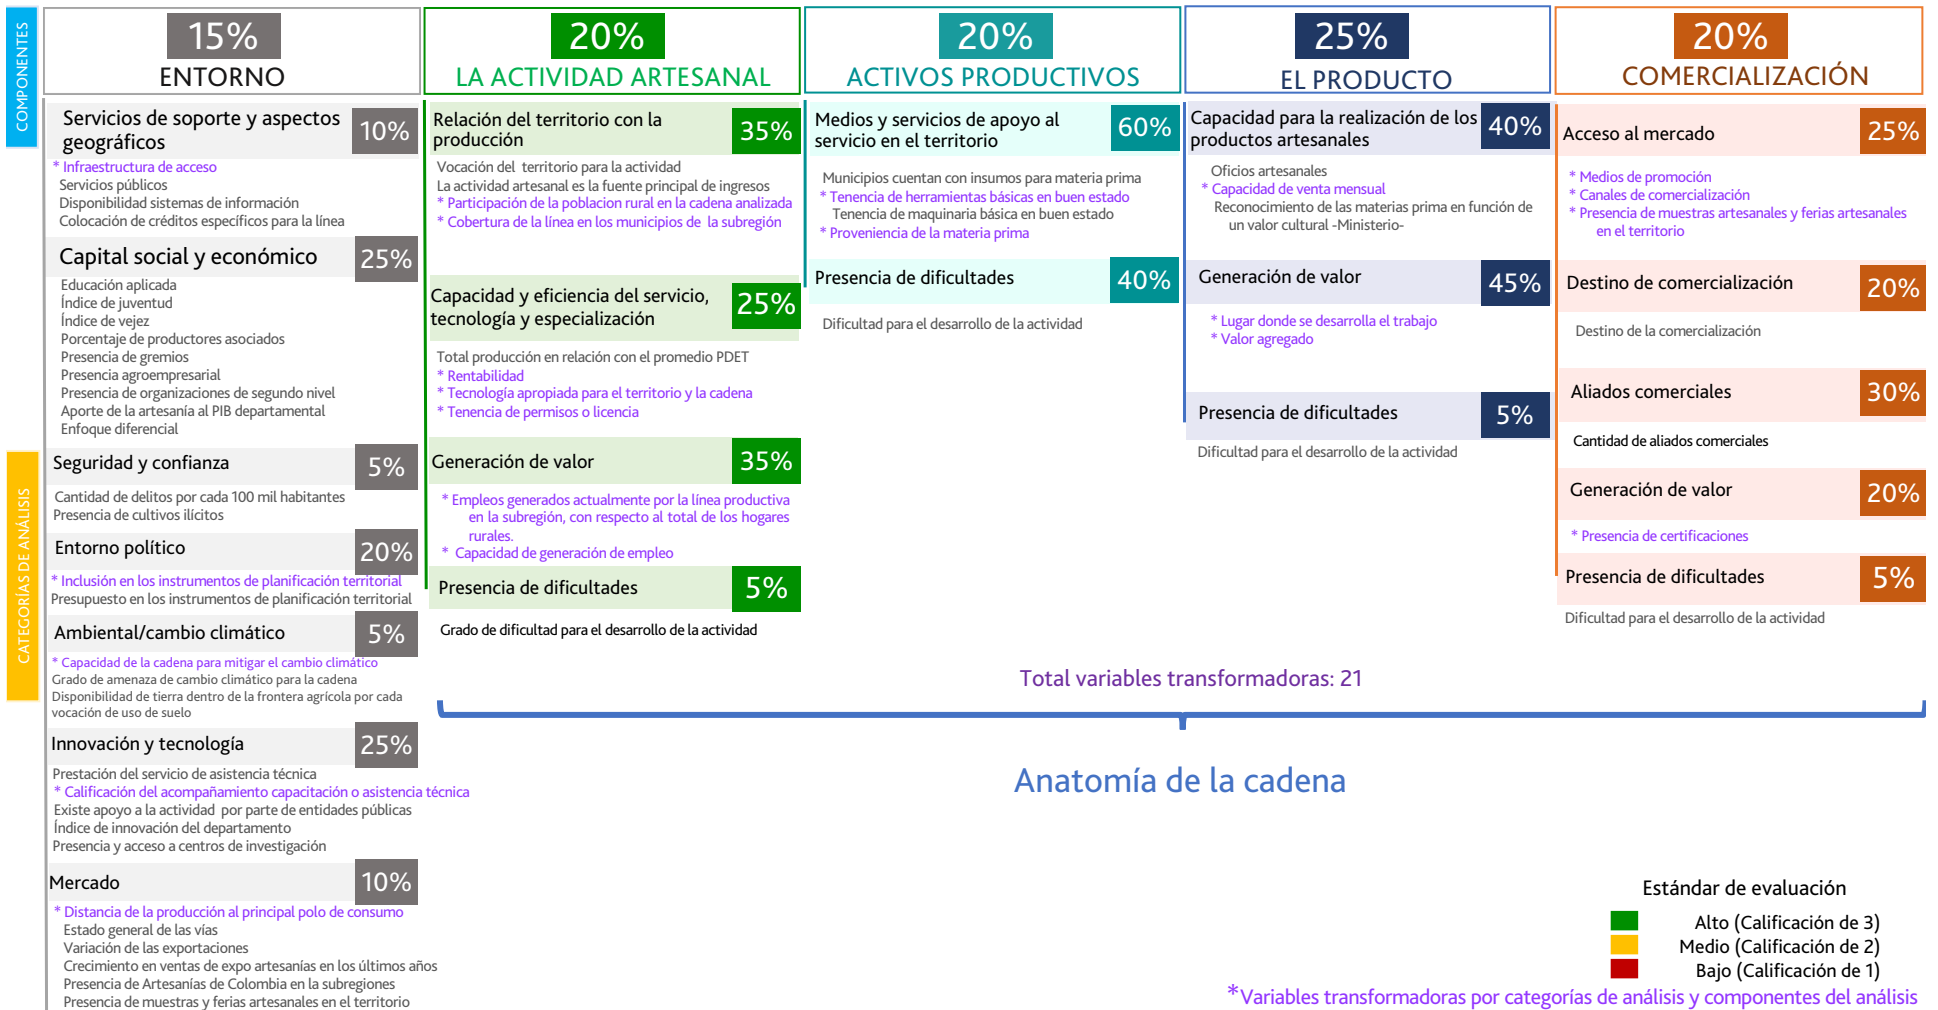 COMPONENTES
CATEGORÍAS DE ANÁLISIS
15%
ENTORNO
Servicios de soporte y aspectos
geográficos
10%
* Infraestructura de acceso
Servicios públicos
Disponibilidad sistemas de información
Colocación de créditos específicos para la línea
Capital social y económico
25%
Educación aplicada
Índice de juventud
Índice de vejez
Porcentaje de productores asociados
Presencia de gremios
Presencia agroempresarial
Presencia de organizaciones de segundo nivel
Aporte de la artesanía al PIB departamental
Enfoque diferencial
Seguridad y confianza
5%
Cantidad de delitos por cada 100 mil habitantes
Presencia de cultivos ilícitos
Entorno político
20%
* Inclusión en los instrumentos de planificación territorial
Presupuesto en los instrumentos de planificación territorial
Ambiental/cambio climático
5%
* Capacidad de la cadena para mitigar el cambio climático
Grado de amenaza de cambio climático para la cadena
Disponibilidad de tierra dentro de la frontera agrícola por cada
vocación de uso de suelo
Innovación y tecnología
25%
Prestación del servicio de asistencia técnica
* Calificación del acompañamiento capacitación o asistencia técnica
Existe apoyo a la actividad por parte de entidades públicas
Índice de innovación del departamento
Presencia y acceso a centros de investigación
Mercado
10%
* Distancia de la producción al principal polo de consumo
Estado general de las vías
Variación de las exportaciones
Crecimiento en ventas de expo artesanías en los últimos años
Presencia de Artesanías de Colombia en la subregiones
Presencia de muestras y ferias artesanales en el territorio
20%
LA ACTIVIDAD ARTESANAL
Relación del territorio con la
producción
35%
Vocación del territorio para la actividad
La actividad artesanal es la fuente principal de ingresos
* Participación de la poblacion rural en la cadena analizada
* Cobertura de la línea en los municipios de la subregión
Capacidad y eficiencia del servicio,
tecnología y especialización
25%
Total producción en relación con el promedio PDET
* Rentabilidad
* Tecnología apropiada para el territorio y la cadena
* Tenencia de permisos o licencia
Generación de valor
35%
* Empleos generados actualmente por la línea productiva
en la subregión, con respecto al total de los hogares
rurales.
* Capacidad de generación de empleo
Presencia de dificultades
5%
Grado de dificultad para el desarrollo de la actividad
20%
ACTIVOS PRODUCTIVOS
Medios y servicios de apoyo al
servicio en el territorio
60%
Municipios cuentan con insumos para materia prima
* Tenencia de herramientas básicas en buen estado
Tenencia de maquinaria básica en buen estado
* Proveniencia de la materia prima
Presencia de dificultades
40%
Dificultad para el desarrollo de la actividad
25%
EL PRODUCTO
Capacidad para la realización de los
productos artesanales
40%
Oficios artesanales
* Capacidad de venta mensual
Reconocimiento de las materias prima en función de
un valor cultural -Ministerio-
Generación de valor
45%
* Lugar donde se desarrolla el trabajo
* Valor agregado
Presencia de dificultades
5%
Dificultad para el desarrollo de la actividad
20%
COMERCIALIZACIÓN
Acceso al mercado
25%
* Medios de promoción
* Canales de comercialización
* Presencia de muestras artesanales y ferias artesanales
en el territorio
Destino de comercialización
20%
Destino de la comercialización
Aliados comerciales
30%
Cantidad de aliados comerciales
Generación de valor
20%
* Presencia de certificaciones
Presencia de dificultades
5%
Dificultad para el desarrollo de la actividad
Total variables transformadoras: 21
Anatomía de la cadena
Estándar de evaluación
Alto (Calificación de 3)
Medio (Calificación de 2)
Bajo (Calificación de 1)
*Variables transformadoras por categorías de análisis y componentes del análisis